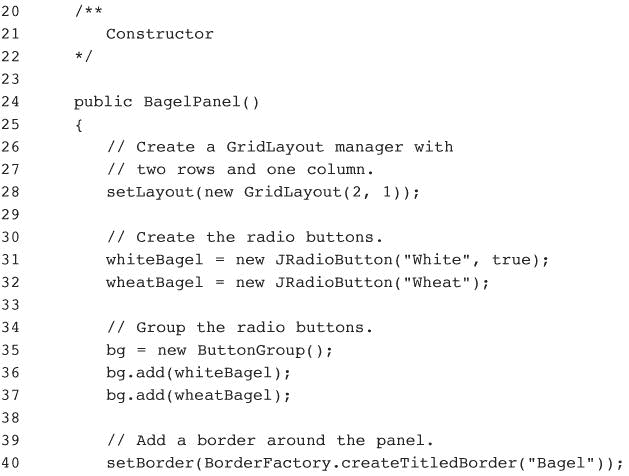 20 /**
21 Constructor
22 */
23
24 public BagelPanel()
25 {
26 // Create a GridLayout manager with
27 // two rows and one column.
28 setLayout(new GridLayout(2, 1));
29
30 // Create the radio buttons.
31 whiteBagel = new JRadioButton("White", true);
32 wheatBagel = new JRadioButton("Wheat");
33
34 // Group the radio buttons.
35 bg = new ButtonGroup();
36 bg.add(whiteBagel);
37 bg.add(wheatBagel);
38
39 // Add a border around the panel.
40 setBorder(BorderFactory.createTitledBorder("Bagel"));